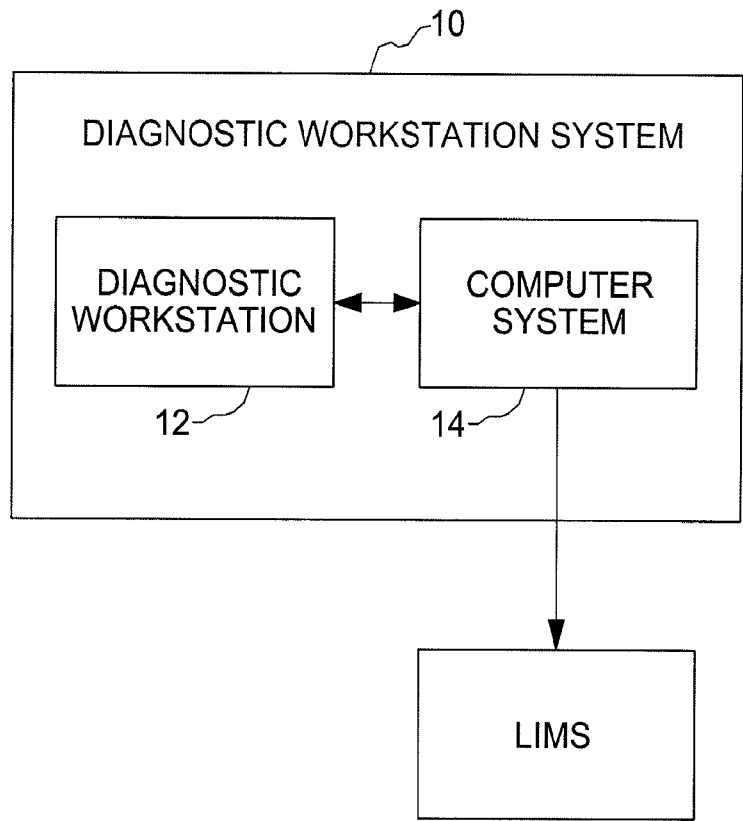 10
DIAGNOSTIC WORKSTATION SYSTEM
DIAGNOSTIC
WORKSTATION
COMPUTER
SYSTEM
12
14
LIMS